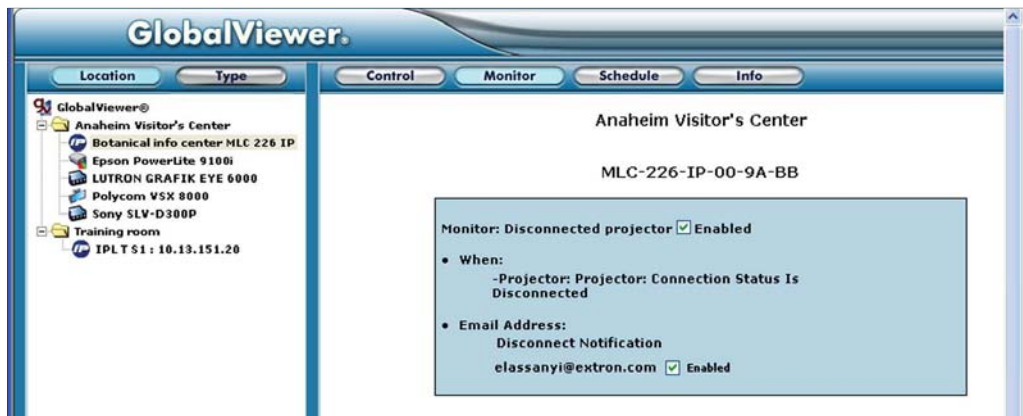 GlobalViewer®
Location Type
Control Monitor Schedule Info
GlobalViewer®
Anaheim Visitor's Center
Botanical info center MLC 226 IP
Epson PowerLite 9100i
LUTRON GRAFIK EYE 6000
Polycom VSX 8000
Sony SLV-D300P
Training room
IPL T S1 : 10.13.151.20
Anaheim Visitor's Center
MLC-226-IP-00-9A-BB
Monitor: Disconnected projector Enabled
• When:
-Projector: Projector: Connection Status Is
Disconnected
• Email Address:
Disconnect Notification
elassanyi@extron.com Enabled